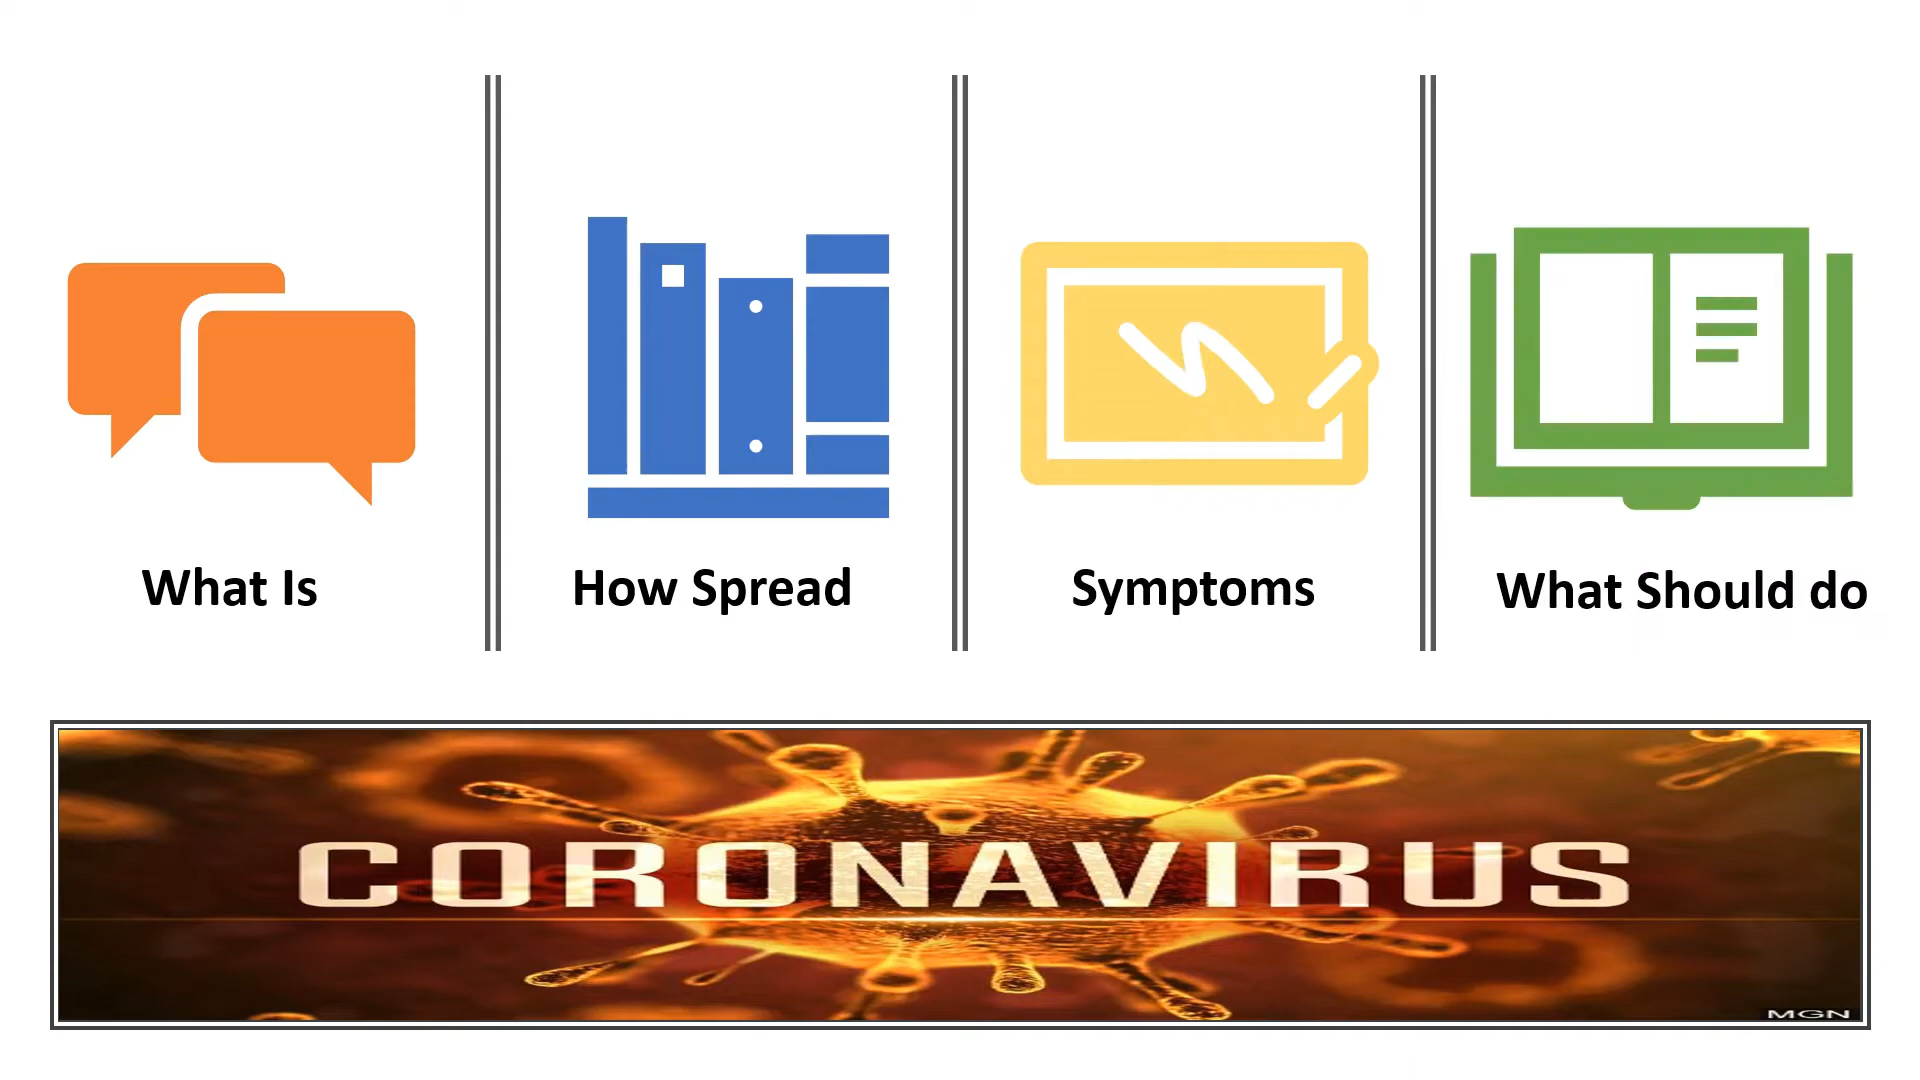 What Is
How Spread
Symptoms
What Should do
CORONAVIRUS
MGN